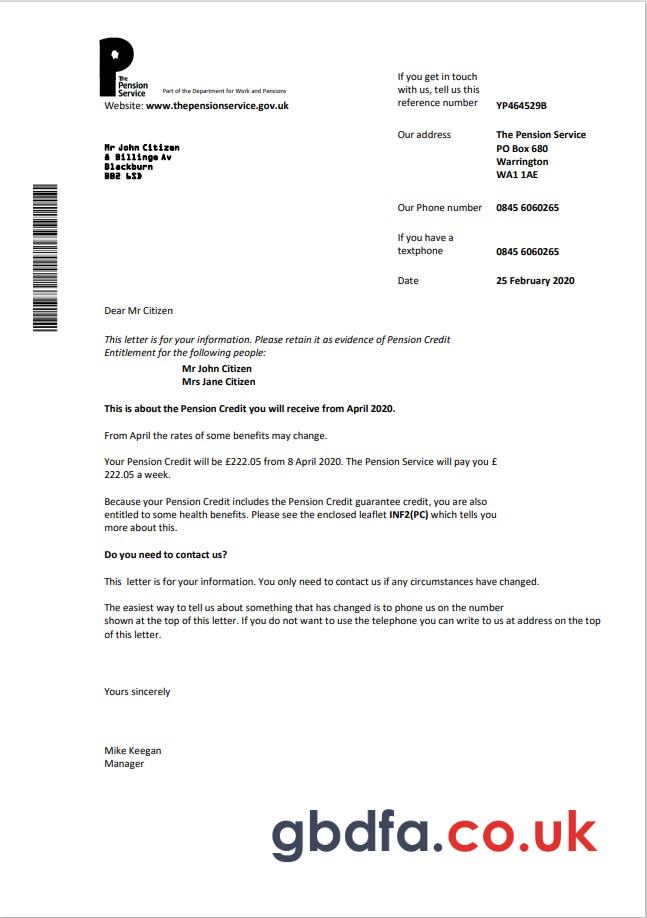 The
Pension
Service
Part of the Department for Work and Pensions
Website: www.thepensionservice.gov.uk
If you get in touch
with us, tell us this
reference number YP464529B
Our address The Pension Service
PO Box 680
Warrington
WA1 1AE
Mr John Citizen
8 Billinge Av
Blackburn
BB2 6SD
Our Phone number 0845 6060265
If you have a
textphone 0845 6060265
Date 25 February 2020
Dear Mr Citizen
This letter is for your information. Please retain it as evidence of Pension Credit
Entitlement for the following people:
Mr John Citizen
Mrs Jane Citizen
This is about the Pension Credit you will receive from April 2020.
From April the rates of some benefits may change.
Your Pension Credit will be £222.05 from 8 April 2020. The Pension Service will pay you £
222.05 a week.
Because your Pension Credit includes the Pension Credit guarantee credit, you are also
entitled to some health benefits. Please see the enclosed leaflet INF2(PC) which tells you
more about this.
Do you need to contact us?
This letter is for your information. You only need to contact us if any circumstances have changed.
The easiest way to tell us about something that has changed is to phone us on the number
shown at the top of this letter. If you do not want to use the telephone you can write to us at address on the top
of this letter.
Yours sincerely
Mike Keegan
Manager
gbdfa.co.uk